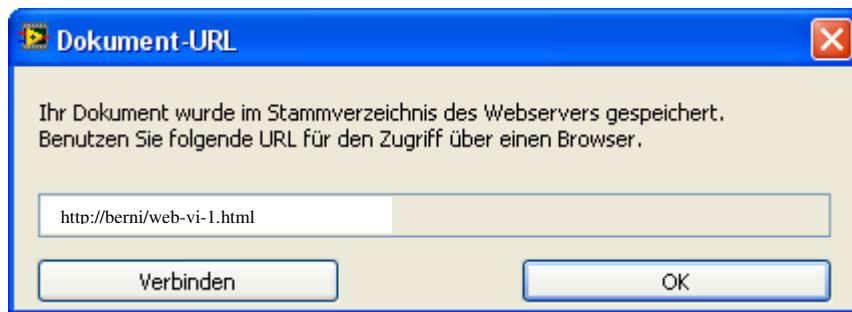 Dokument-URL
Ihr Dokument wurde im Stammverzeichnis des Webservers gespeichert.
Benutzen Sie folgende URL für den Zugriff über einen Browser.
http://berni/web-vi-1.html
Verbinden
OK